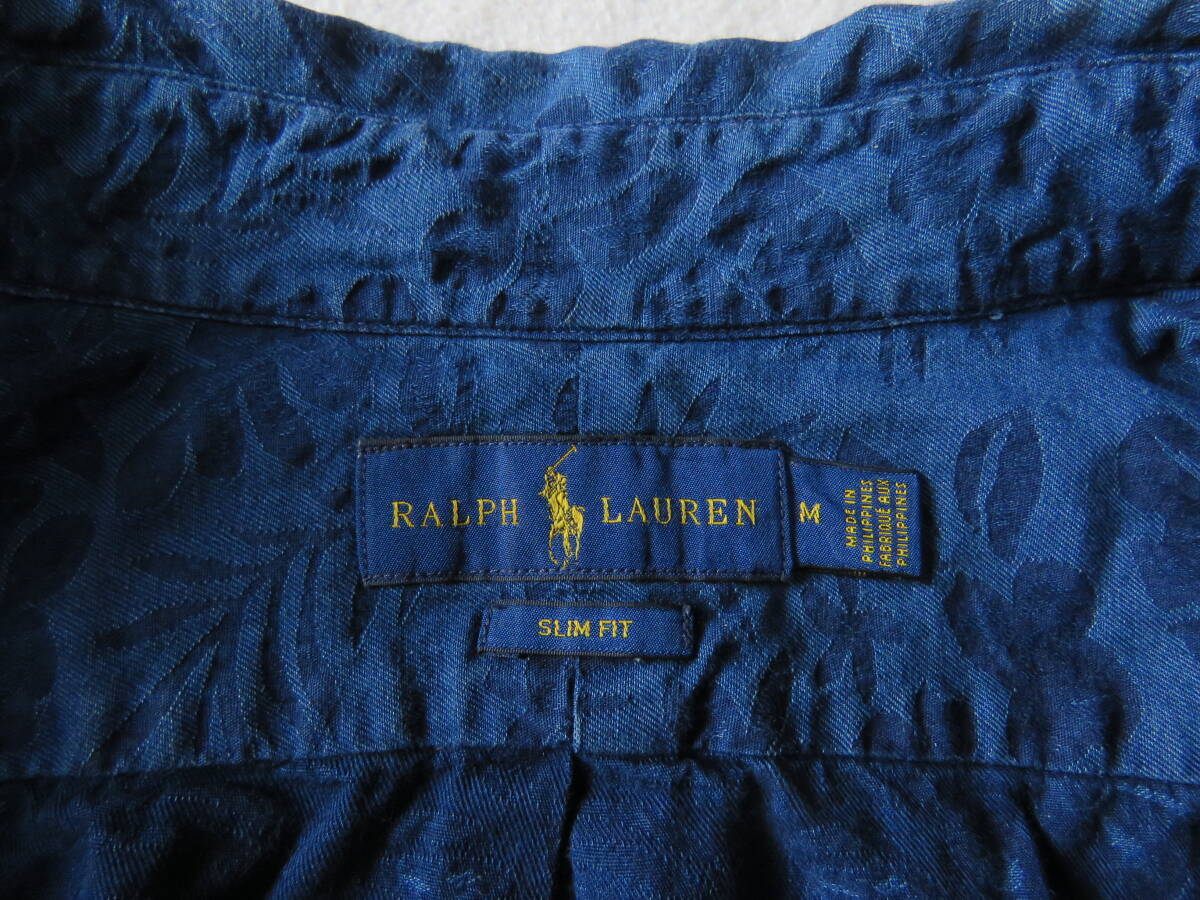 RALPH LAUREN
M
MADE IN
PHILIPPINES
FABRIQUÉ AUX
PHILIPPINES
SLIM FIT